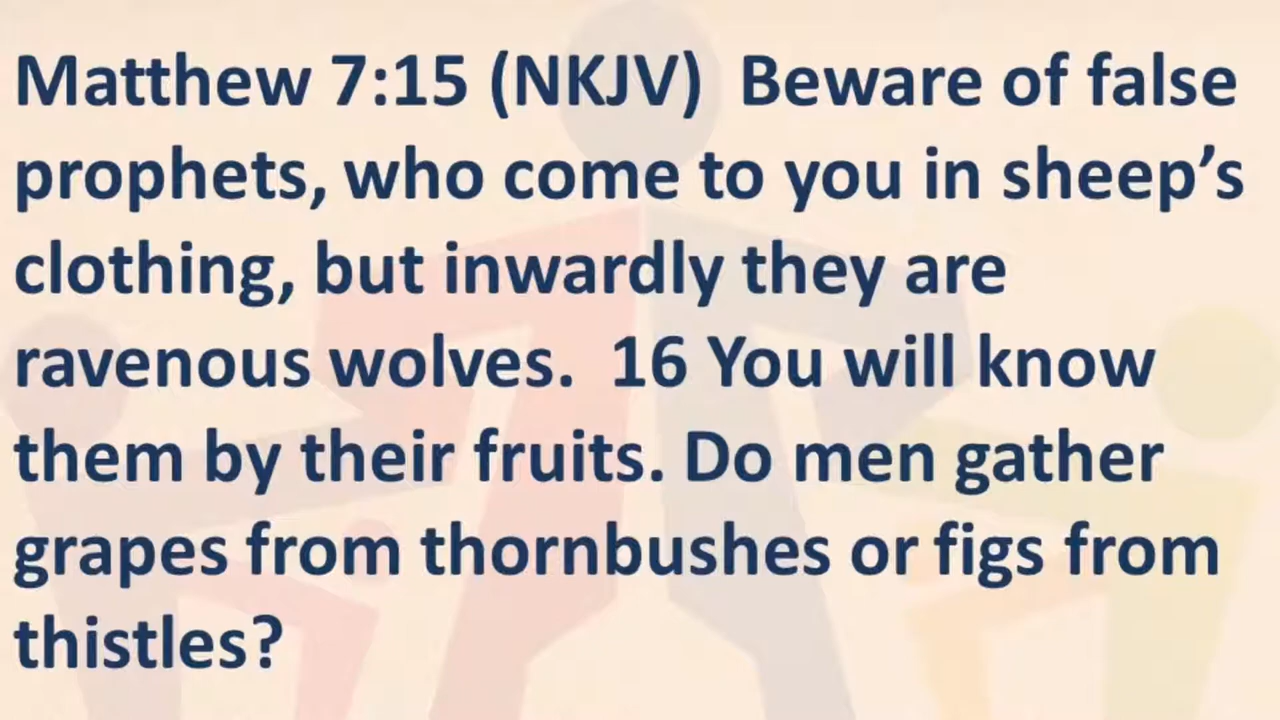 Matthew 7:15 (NKJV)  Beware of false
prophets, who come to you in sheep’s
clothing, but inwardly they are
ravenous wolves.  16 You will know
them by their fruits. Do men gather
grapes from thornbushes or figs from
thistles?